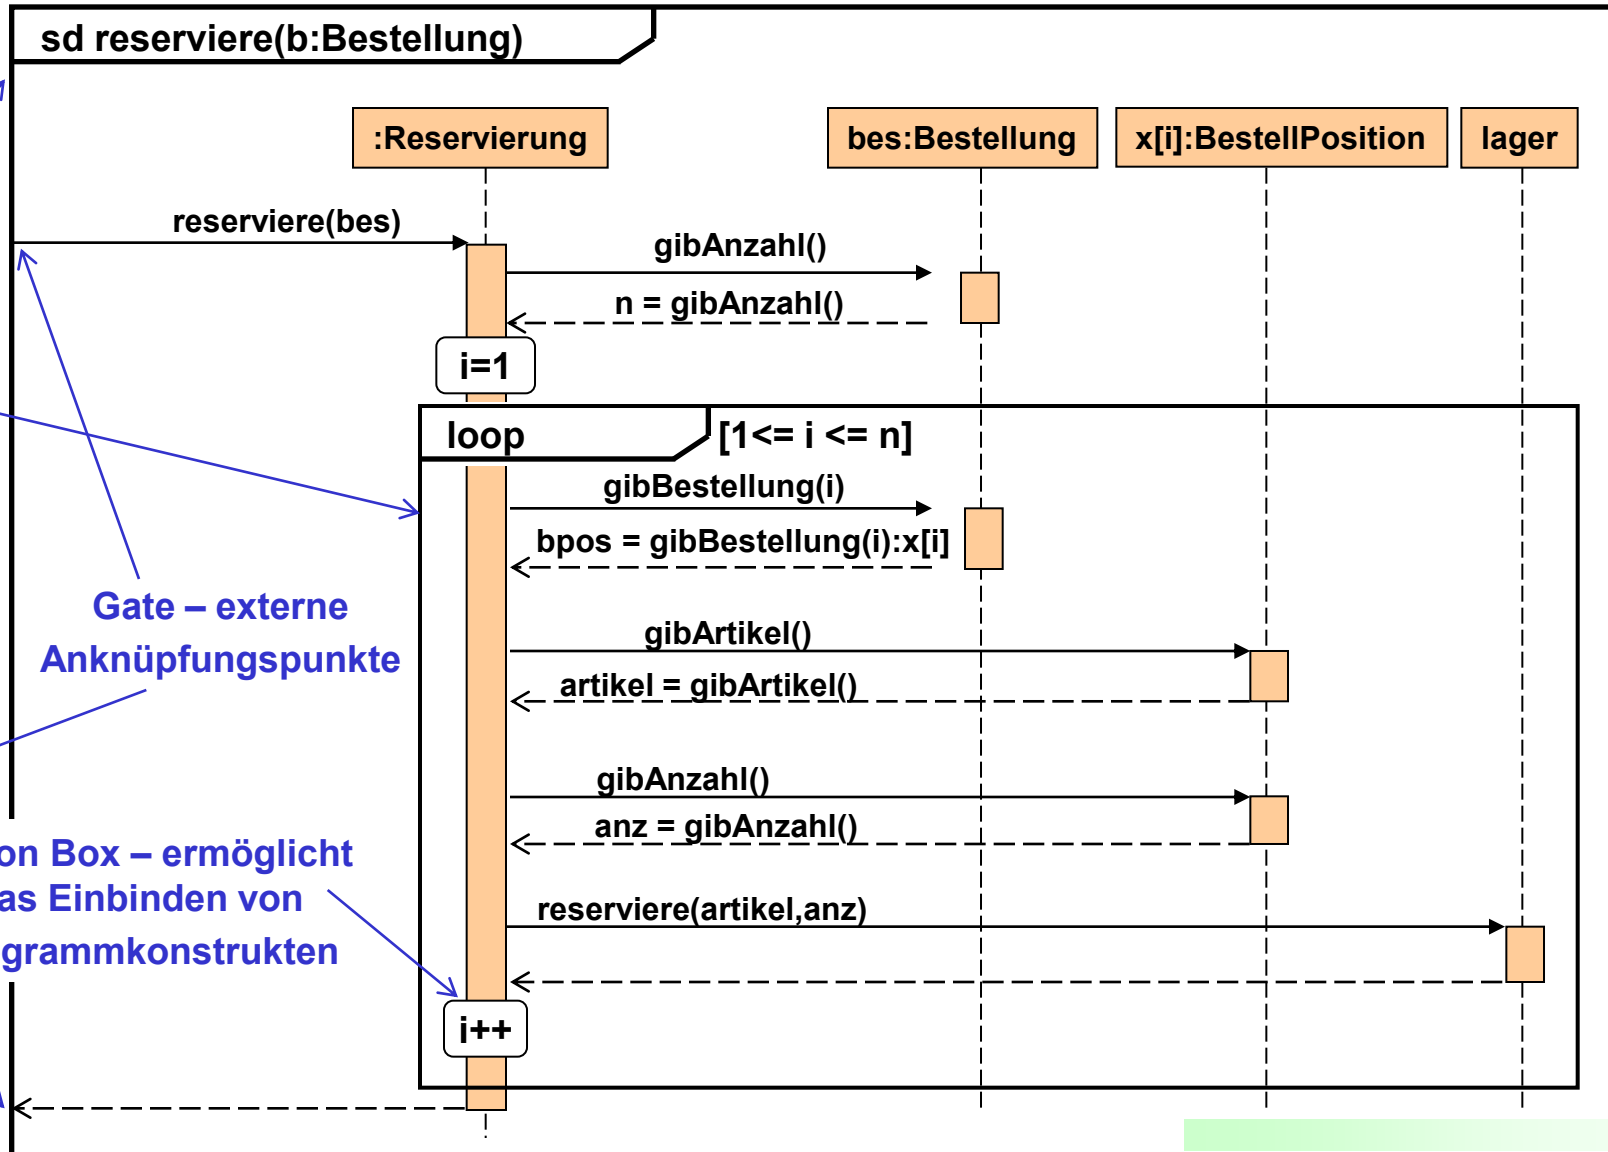 sd reserviere(b:Bestellung)
:Reservierung
bes:Bestellung
x[i]:BestellPosition
lager
reserviere(bes)
gibAnzahl()
n = gibAnzahl()
i=1
loop
[1<= i <= n]
gibBestellung(i)
bpos = gibBestellung(i):x[i]
Gate – externe
Anknüpfungspunkte
gibArtikel()
artikel = gibArtikel()
gibAnzahl()
anz = gibAnzahl()
on Box – ermöglicht
as Einbinden von
grammkonstrukten
reserviere(artikel,anz)
i++